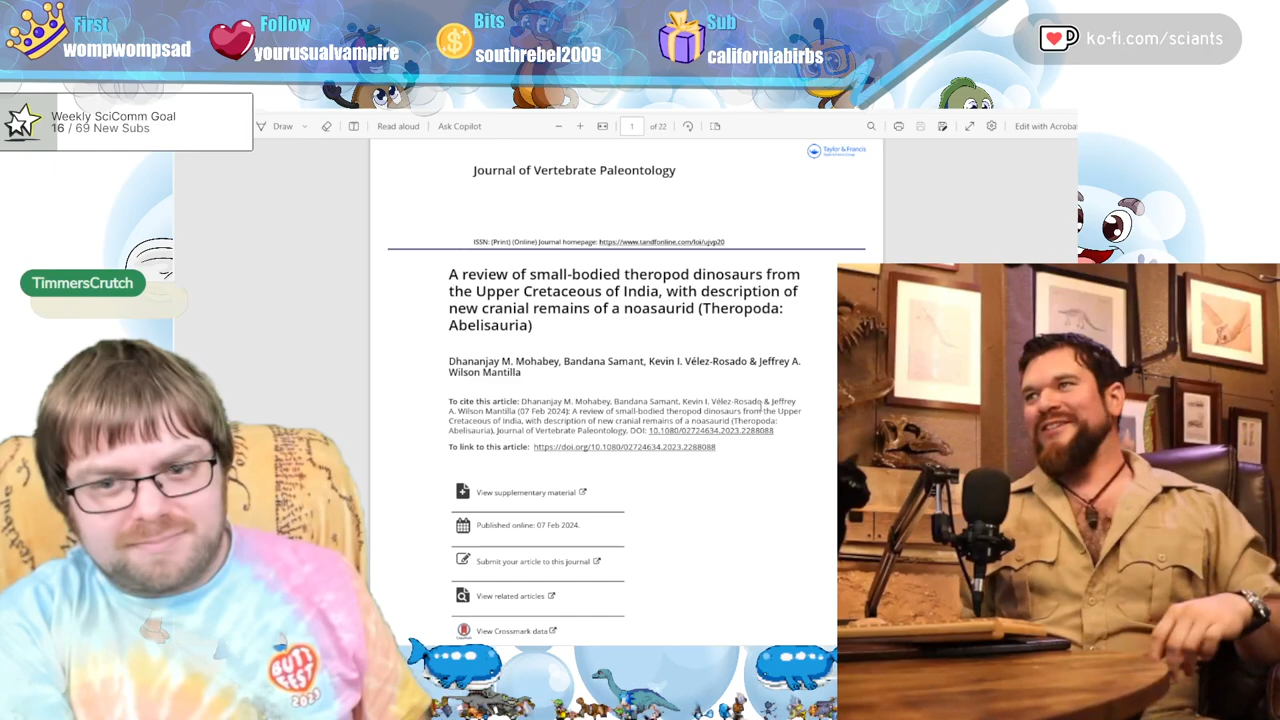 First
wompwompsad
Follow
yourusualvampire
Bits
southrebel2009
Sub
californiabirbs
ko-fi.com/sciants
Weekly SciComm Goal
16 / 69 New Subs
Draw
Read aloud
Ask Copilot
1
of 22
Edit with Acroba
Taylor & Francis
Journal of Vertebrate Paleontology
ISSN: (Print) (Online) Journal homepage: https://www.tandfonline.com/loi/ujvp20
A review of small-bodied theropod dinosaurs from
the Upper Cretaceous of India, with description of
new cranial remains of a noasaurid (Theropoda:
Abelisauria)
Dhananjay M. Mohabey, Bandana Samant, Kevin I. Vélez-Rosado & Jeffrey A.
Wilson Mantilla
To cite this article: Dhananjay M. Mohabey, Bandana Samant, Kevin I. Vélez-Rosado & Jeffrey
A. Wilson Mantilla (07 Feb 2024): A review of small-bodied theropod dinosaurs from the Upper
Cretaceous of India, with description of new cranial remains of a noasaurid (Theropoda:
Abelisauria), Journal of Vertebrate Paleontology, DOI: 10.1080/02724634.2023.2288088
To link to this article: https://doi.org/10.1080/02724634.2023.2288088
View supplementary material
Published online: 07 Feb 2024.
Submit your article to this journal
View related articles
View Crossmark data
TimmersCrutch
BUTT
FEST
2023